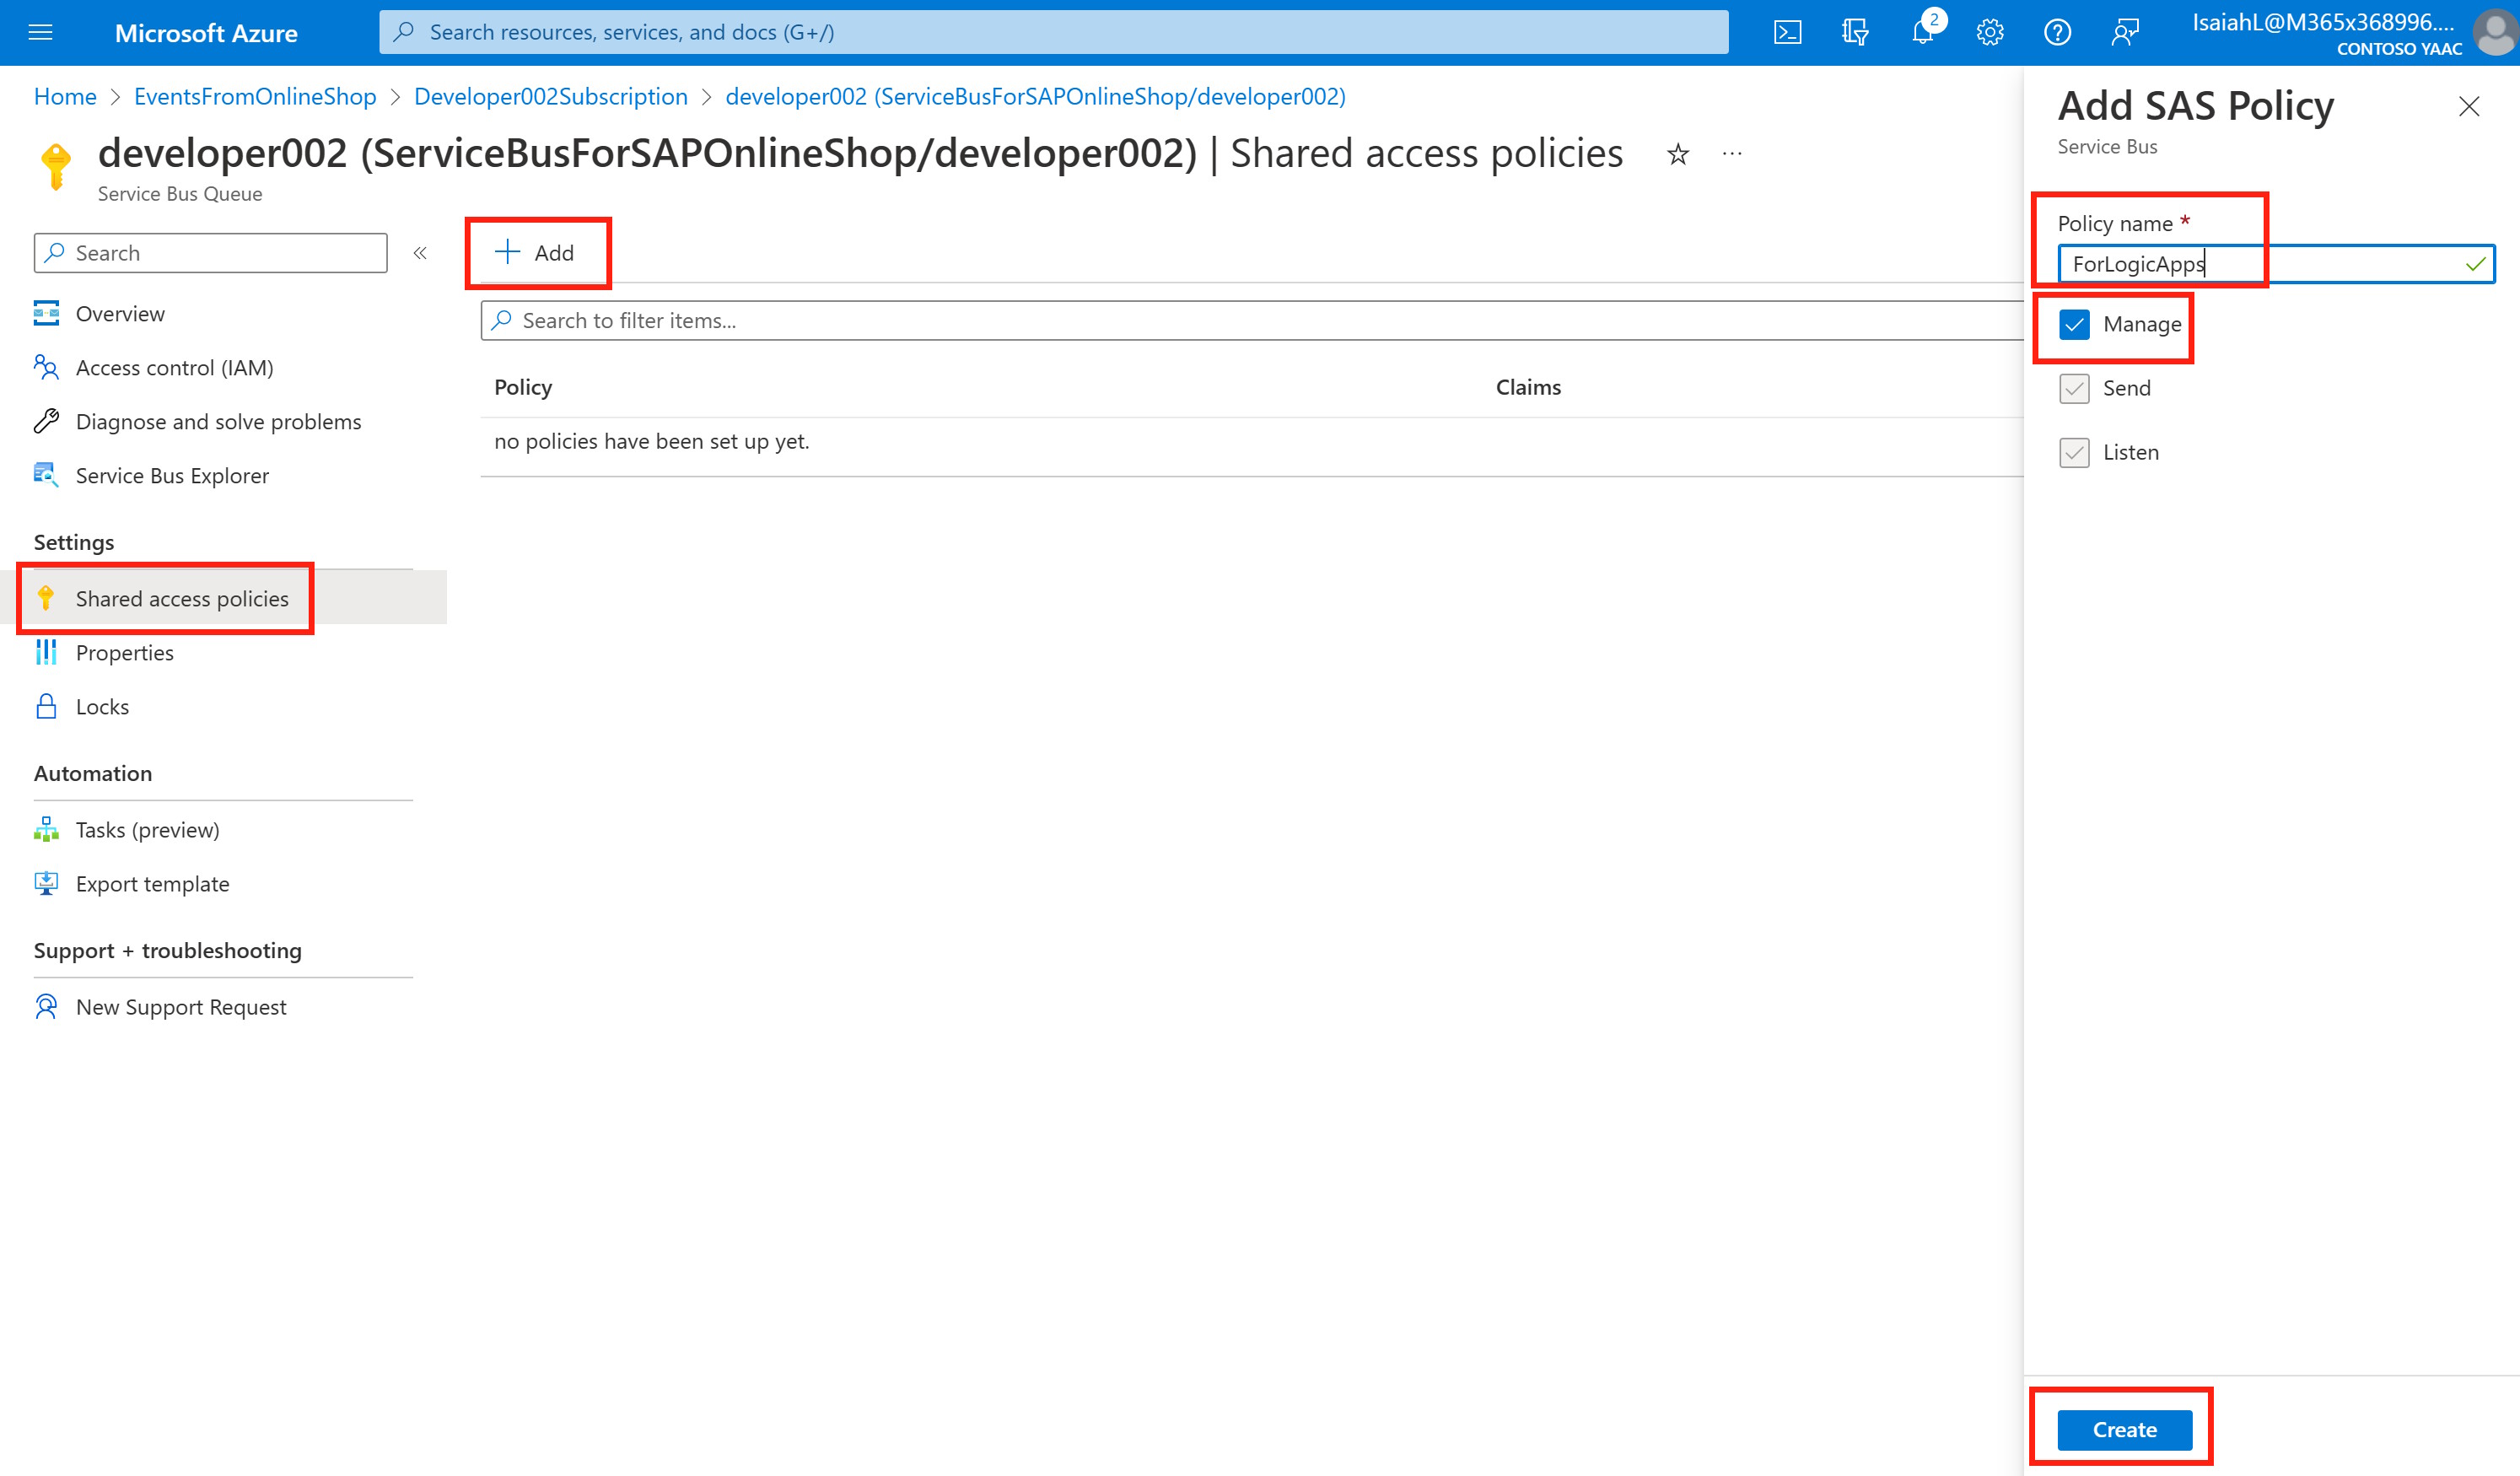 Microsoft Azure
Search resources, services, and docs (G+/)
2
IsaiahL@M365x368996....
CONTOSO YAAC
Home > EventsFromOnlineShop > Developer002Subscription > developer002 (ServiceBusForSAPOnlineShop/developer002)
developer002 (ServiceBusForSAPOnlineShop/developer002) | Shared access policies
Service Bus Queue
Search
Overview
Access control (IAM)
Diagnose and solve problems
Service Bus Explorer
Settings
Shared access policies
Properties
Locks
Automation
Tasks (preview)
Export template
Support + troubleshooting
New Support Request
Add
Search to filter items...
Policy Claims
no policies have been set up yet.
Add SAS Policy
Service Bus
Policy name *
ForLogicApps
Manage
Send
Listen
Create